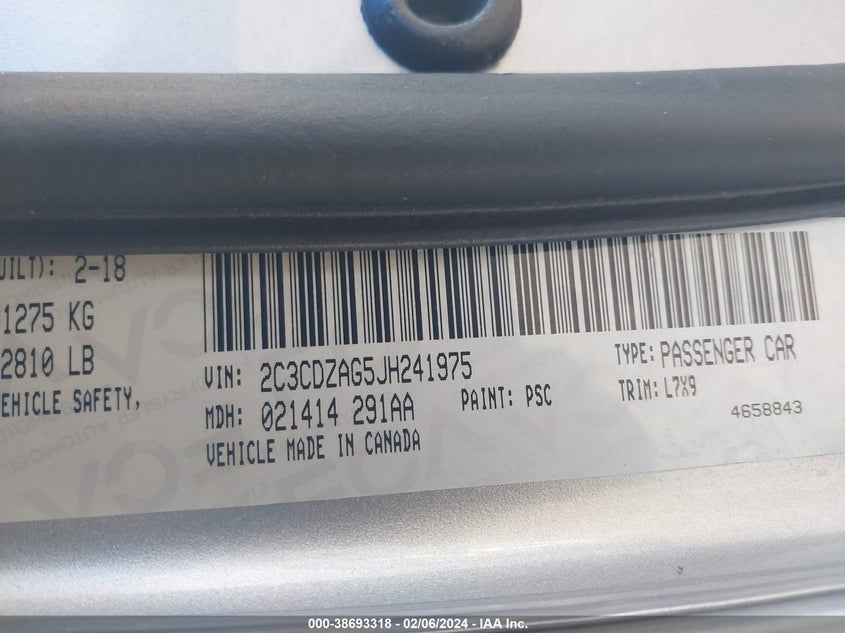 UILT): 2-18
1275 KG
2810 LB
EHICLE SAFETY,
VIN: 2C3CDZAG5JH241975
TYPE: PASSENGER CAR
MDH: 021414 291AA
PAINT: PSC
TRIM: L7X9
VEHICLE MADE IN CANADA
4658843
000-38693318 - 02/06/2024 - IAA Inc.